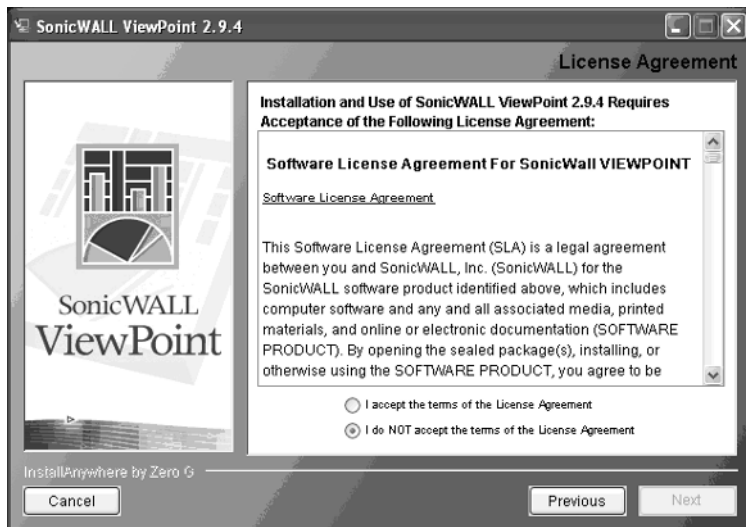 SonicWALL ViewPoint 2.9.4
License Agreement
Installation and Use of SonicWALL ViewPoint 2.9.4 Requires
Acceptance of the Following License Agreement:
Software License Agreement For SonicWall VIEWPOINT
Software License Agreement
This Software License Agreement (SLA) is a legal agreement
between you and SonicWALL, Inc. (SonicWALL) for the
SonicWALL software product identified above, which includes
computer software and any and all associated media, printed
materials, and online or electronic documentation (SOFTWARE
PRODUCT). By opening the sealed package(s), installing, or
otherwise using the SOFTWARE PRODUCT, you agree to be
SonicWALL
ViewPoint
I accept the terms of the License Agreement
I do NOT accept the terms of the License Agreement
InstallAnywhere by Zero G
Cancel
Previous
Next